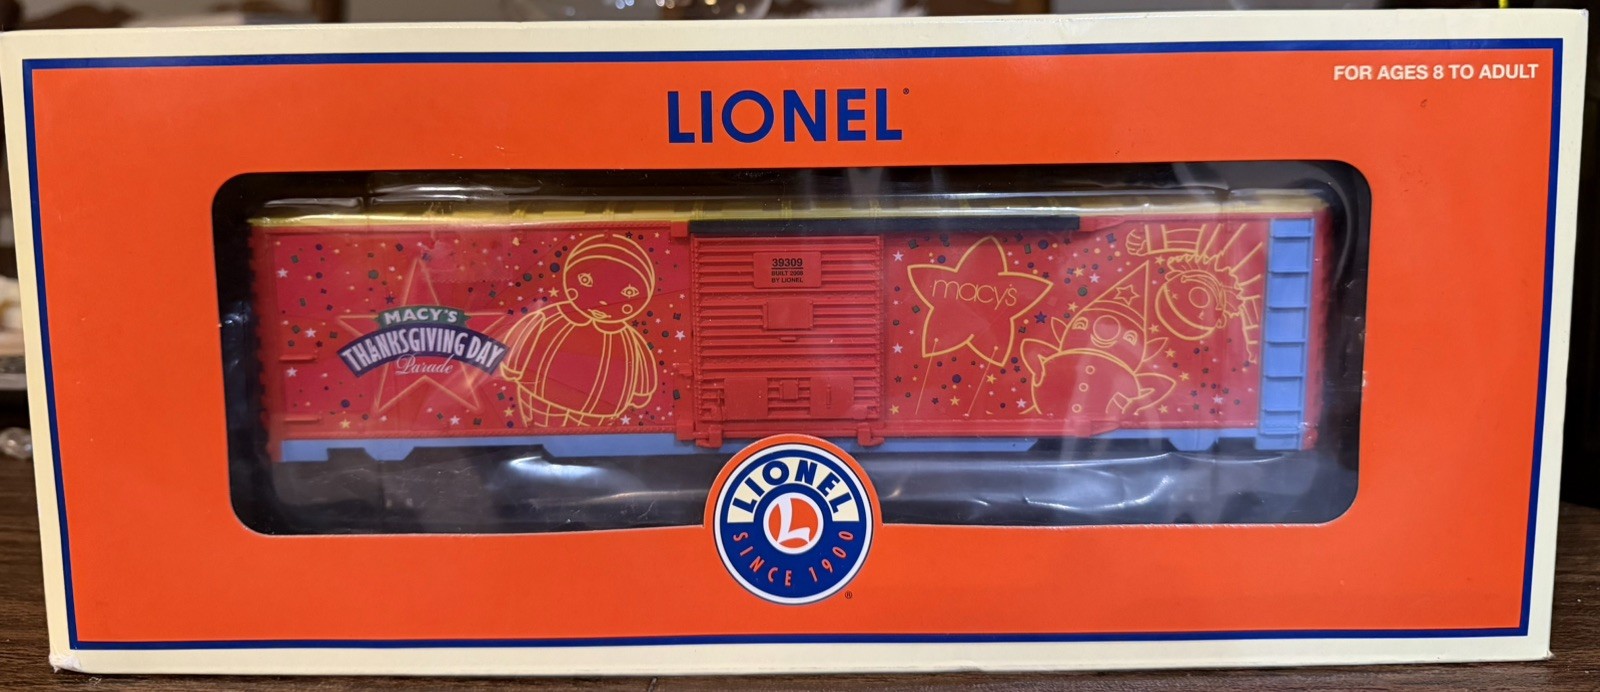 FOR AGES 8 TO ADULT
LIONEL®
39309
BUILT 2008
BY LIONEL
macy's
MACY'S
THANKSGIVING DAY
Parade
LIONEL
L
SINCE 1900
®